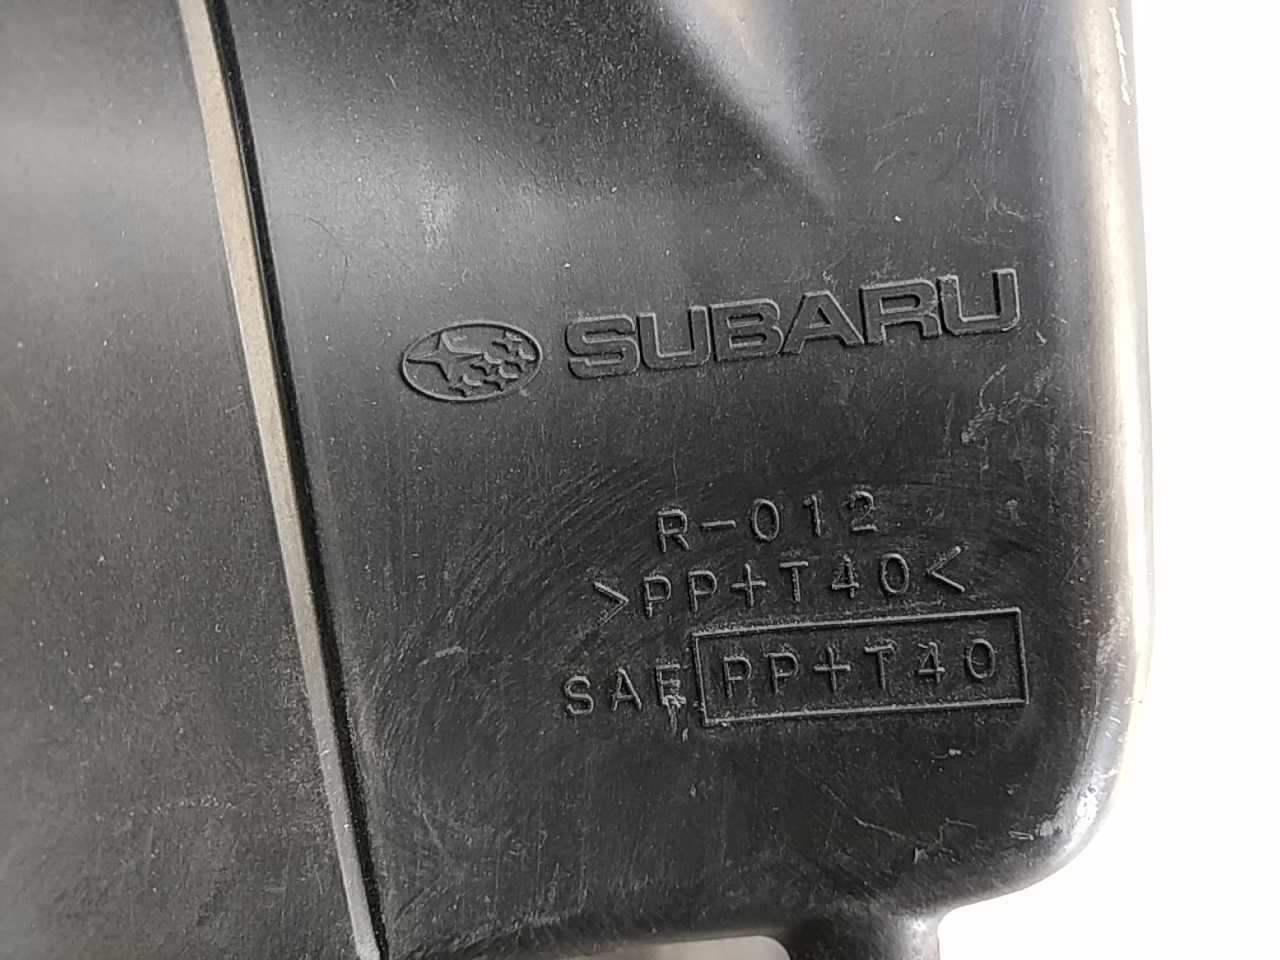 SUBARU
R-012
>PP+T40<
SAE PP+T40